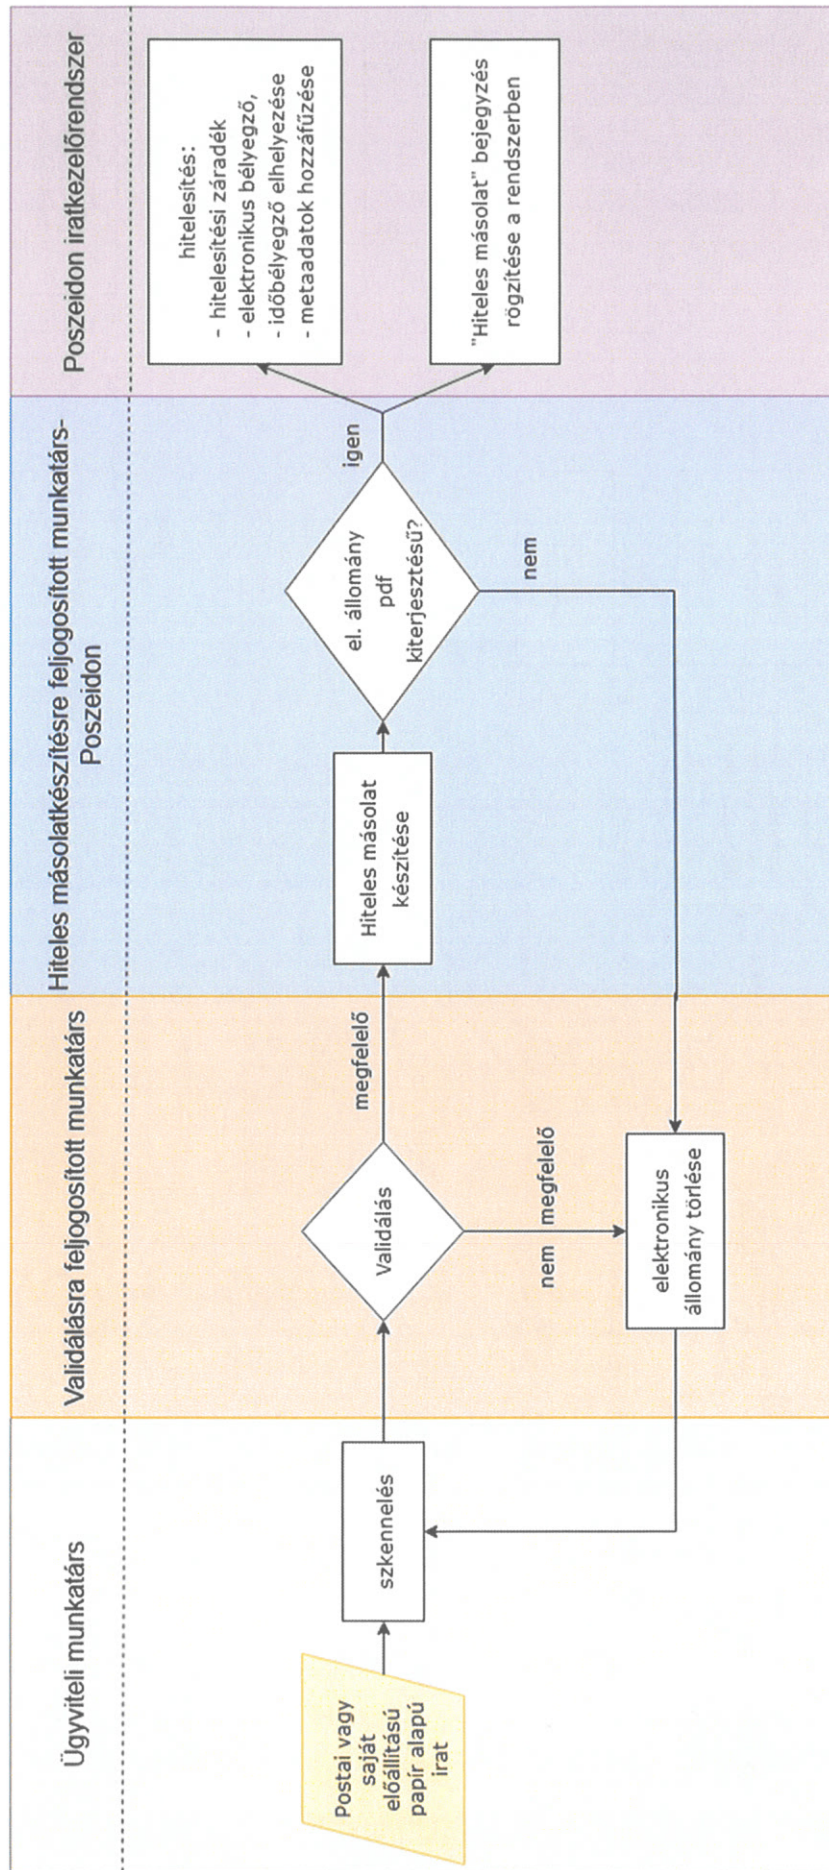 Ügyviteli munkatárs
Validálásra feljogosított munkatárs
Hiteles másolatkészítésre feljogosított munkatárs-
Poszeidon
Poszeidon iratkezelőrendszer
Postai vagy
saját
előállítású
papír alapú
irat
szkennelés
Validálás
megfelelő
nem megfelelő
elektronikus
állomány törlése
Hiteles másolat
készítése
el. állomány
pdf
kiterjesztésű?
igen
nem
hitelesítés:
- hitelesítési záradék
- elektronikus bélyegző,
- időbélyegző elhelyezése
- metaadatok hozzáfűzése
"Hiteles másolat" bejegyzés
rögzítése a rendszerben